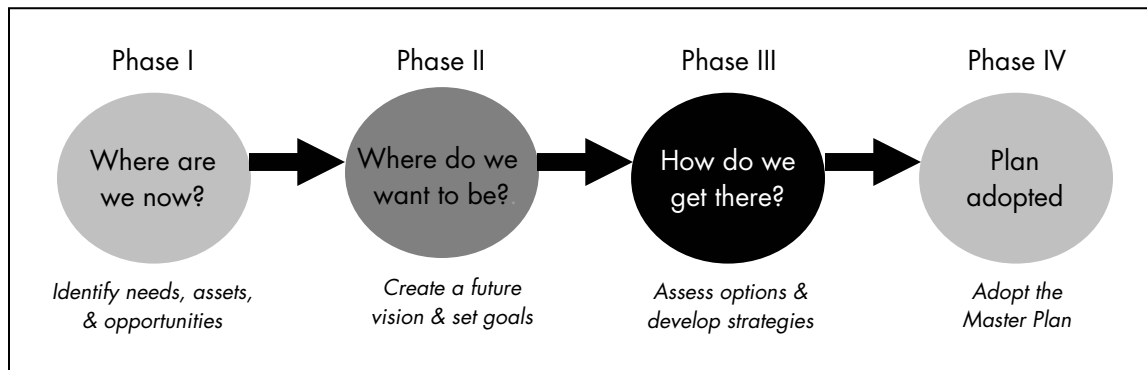 Phase I
Where are
we now?
Identify needs, assets,
& opportunities
Phase II
Where do we
want to be?
Create a future
vision & set goals
Phase III
How do we
get there?
Assess options &
develop strategies
Phase IV
Plan
adopted
Adopt the
Master Plan